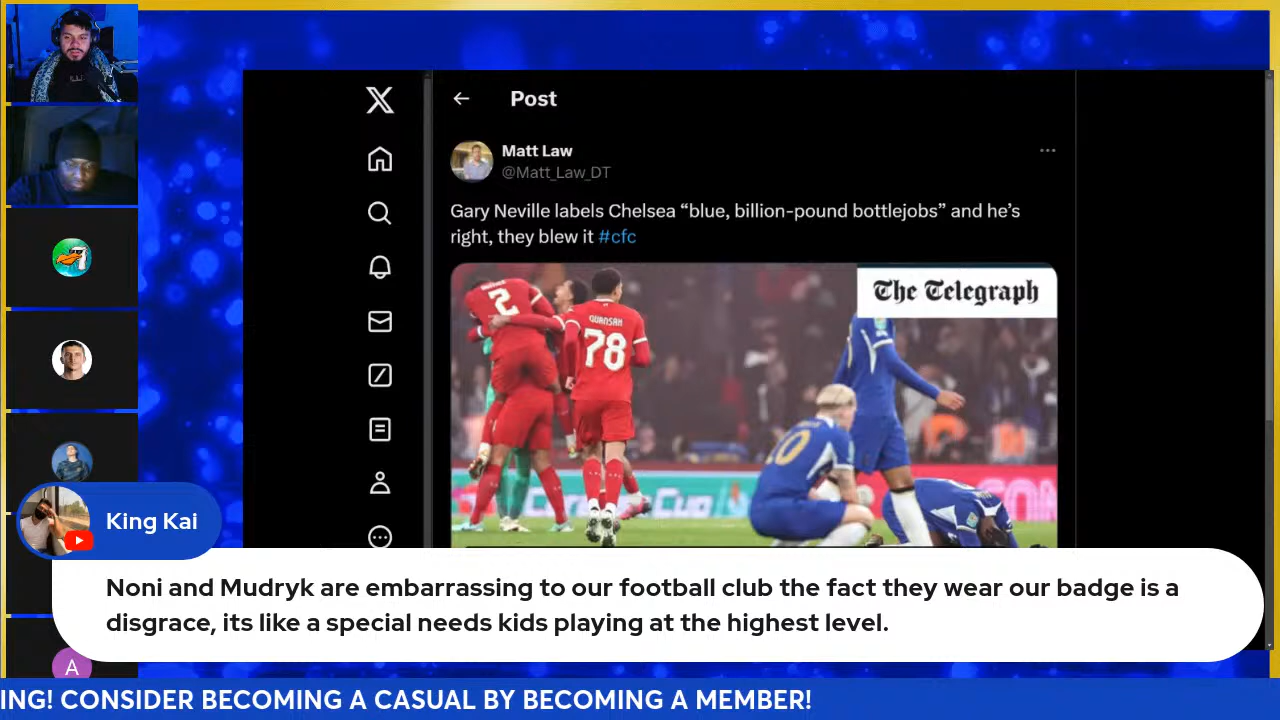 Post
Matt Law
@Matt_Law_DT
Gary Neville labels Chelsea “blue, billion-pound bottlejobs” and he’s
right, they blew it #cfc
The Telegraph
2
QUANSAH
78
10
King Kai
Noni and Mudryk are embarrassing to our football club the fact they wear our badge is a
disgrace, its like a special needs kids playing at the highest level.
A
ING! CONSIDER BECOMING A CASUAL BY BECOMING A MEMBER!